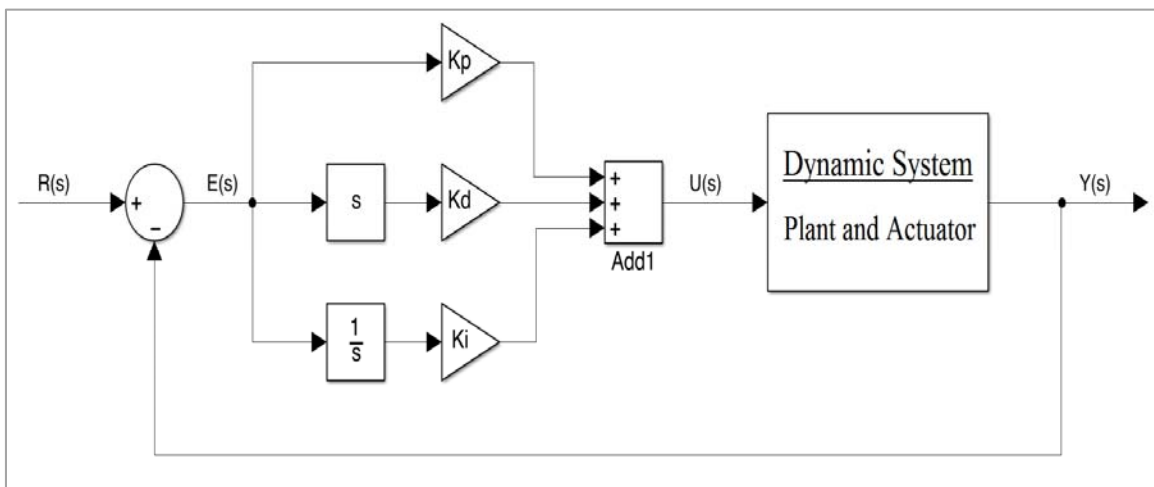 Kp
R(s)
+
−
E(s)
s
Kd
+
+
+
Add1
U(s)
Dynamic System
Plant and Actuator
Y(s)
1
s
Ki